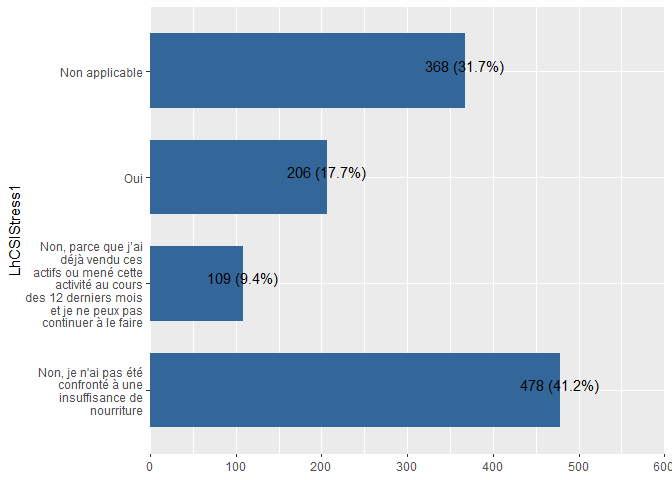 LhCSIStress1
Non applicable
368 (31.7%)
Oui
206 (17.7%)
Non, parce que j’ai
déjà vendu ces
actifs ou mené cette
activité au cours
des 12 derniers mois
et je ne peux pas
continuer à le faire
109 (9.4%)
Non, je n’ai pas été
confronté à une
insuffisance de
nourriture
478 (41.2%)
0 100 200 300 400 500 600